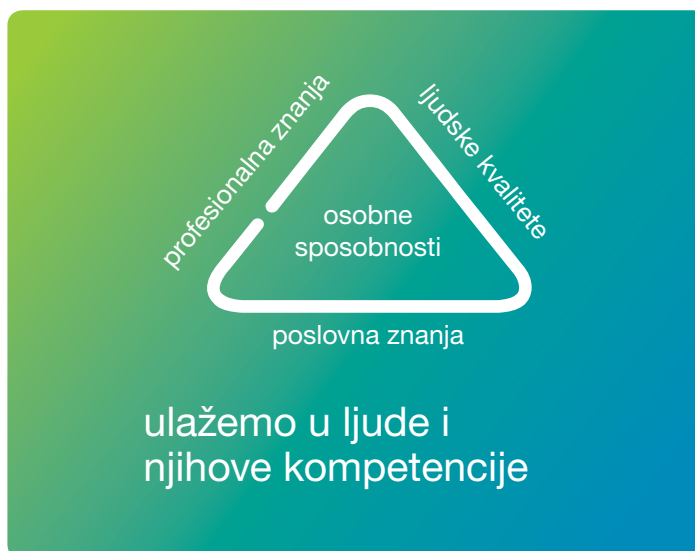 profesionalna znanja
ljudske kvalitete
osobne
sposobnosti
poslovna znanja
ulažemo u ljude i
njihove kompetencije